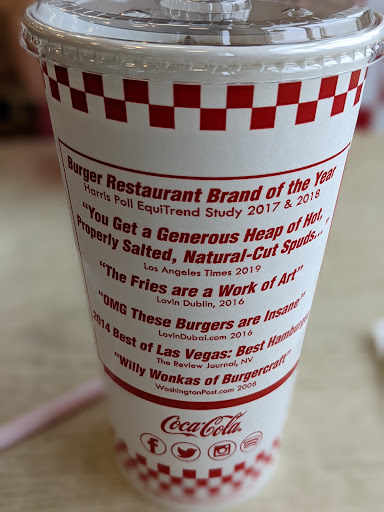 Burger Restaurant Brand of the Year
Harris Poll EquiTrend Study 2017 & 2018
"You Get a Generous Heap of Hot,
Properly Salted, Natural-Cut Spuds..."
Los Angeles Times 2019
"The Fries are a Work of Art"
Lovin Dublin, 2016
"OMG These Burgers are Insane"
LovinDubai.com 2016
2014 Best of Las Vegas: Best Hamburger
The Review Journal, NV
"Willy Wonkas of Burgercraft"
WashingtonPost.com 2008
Coca-Cola